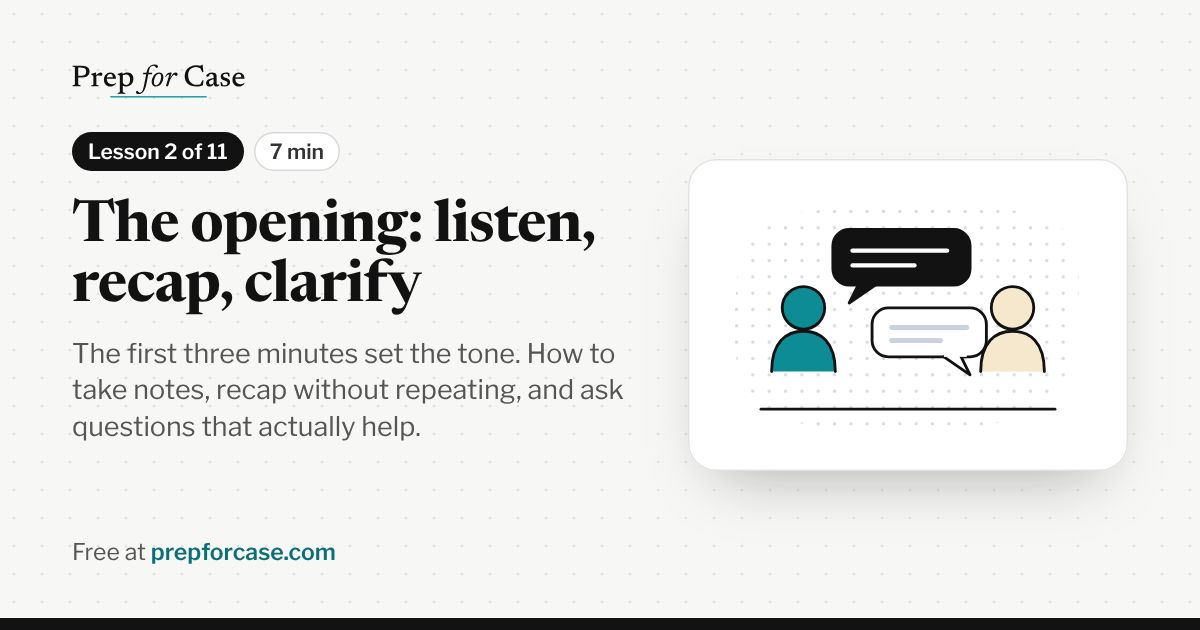 Prep for Case
Lesson 2 of 11
7 min
The opening: listen,
recap, clarify
The first three minutes set the tone. How to
take notes, recap without repeating, and ask
questions that actually help.
Free at prepforcase.com